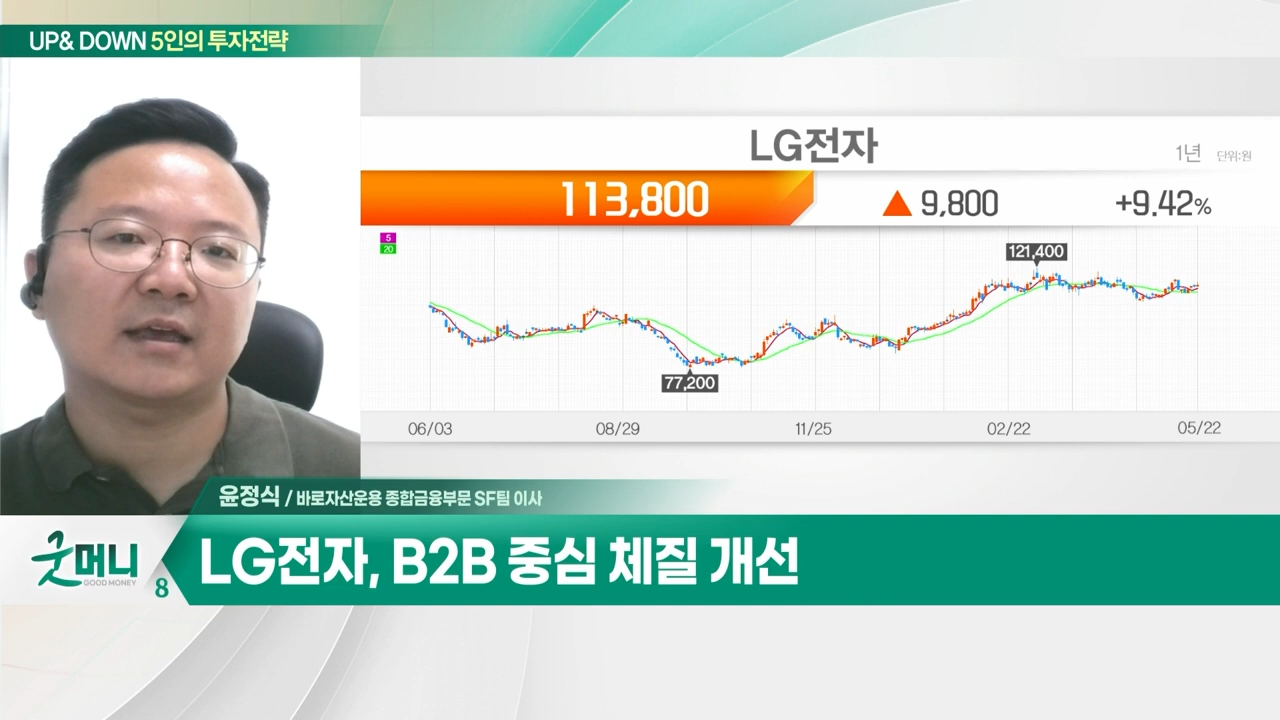 UP& DOWN 5인의 투자전략
LG전자
1년 단위:원
113,800 ▲ 9,800 +9.42%
5
20
121,400
77,200
06/03 08/29 11/25 02/22 05/22
윤정식 / 바로자산운용 종합금융부문 SF팀 이사
굿머니
GOOD MONEY
8
LG전자, B2B 중심 체질 개선